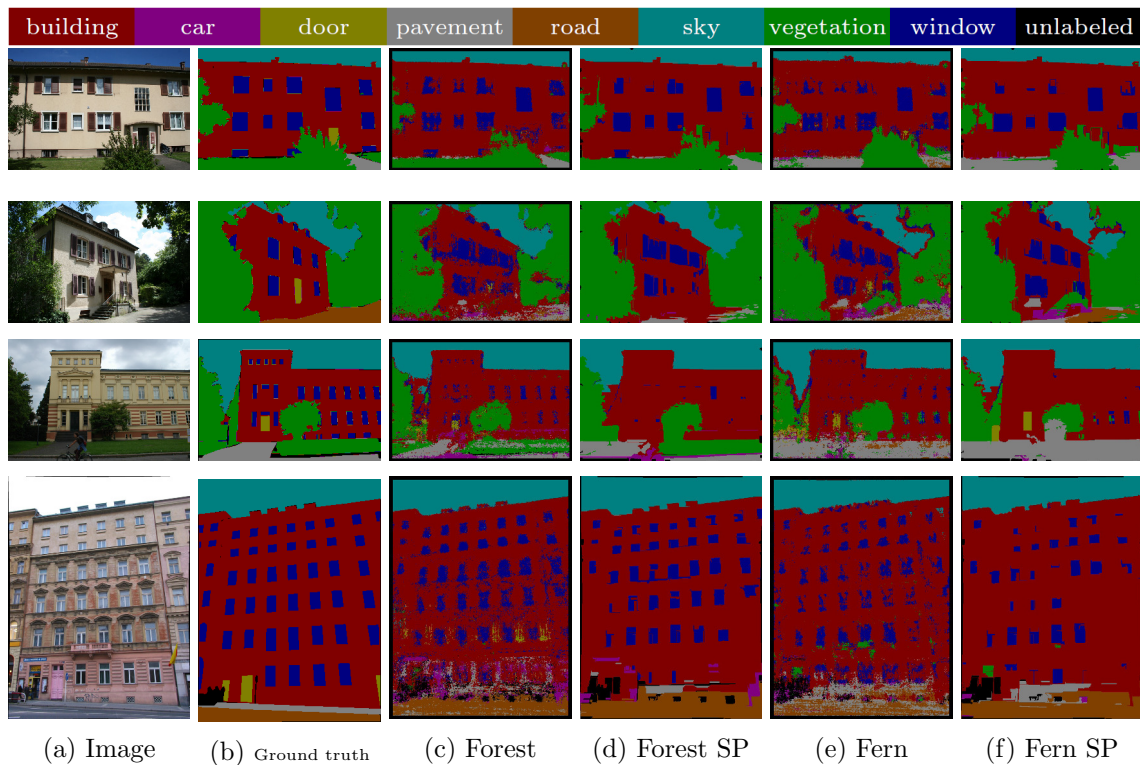 building car door pavement road sky vegetation window unlabeled
(a) Image (b) Ground truth (c) Forest (d) Forest SP (e) Fern (f) Fern SP